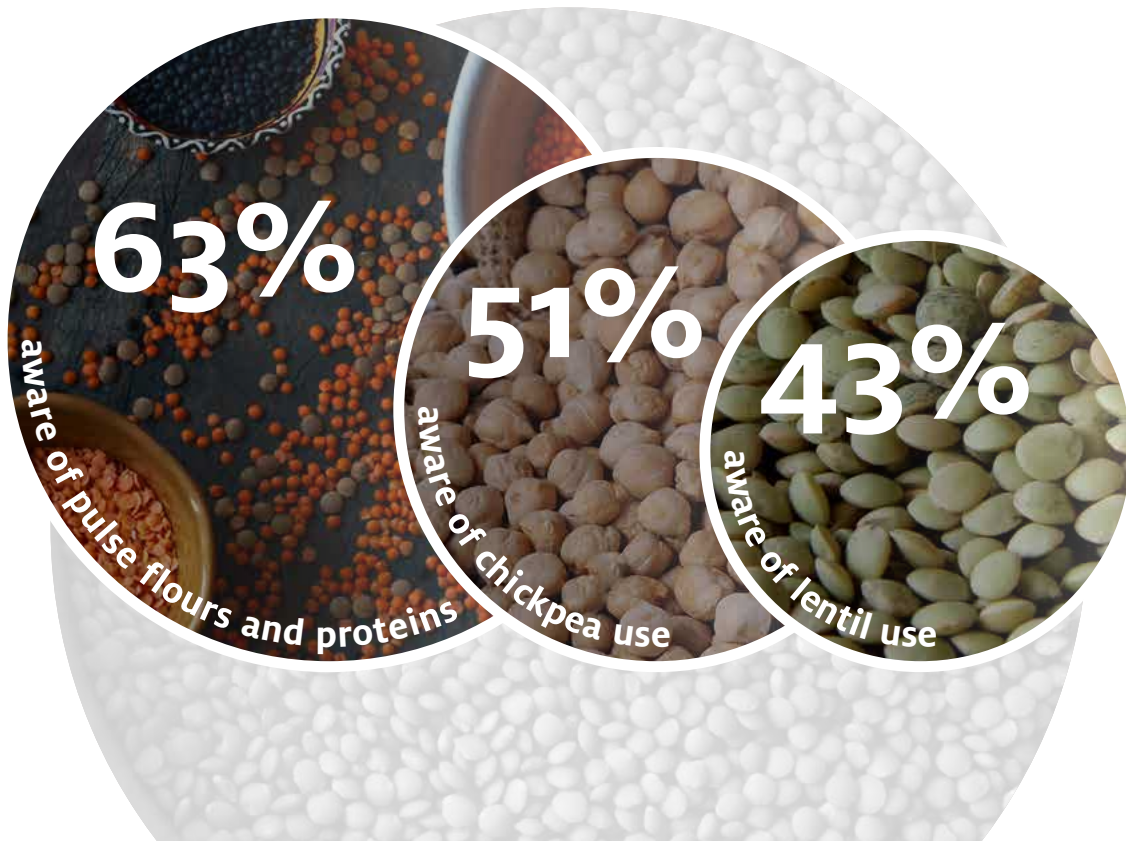 63%
aware of pulse flours and proteins
51%
aware of chickpea use
43%
aware of lentil use